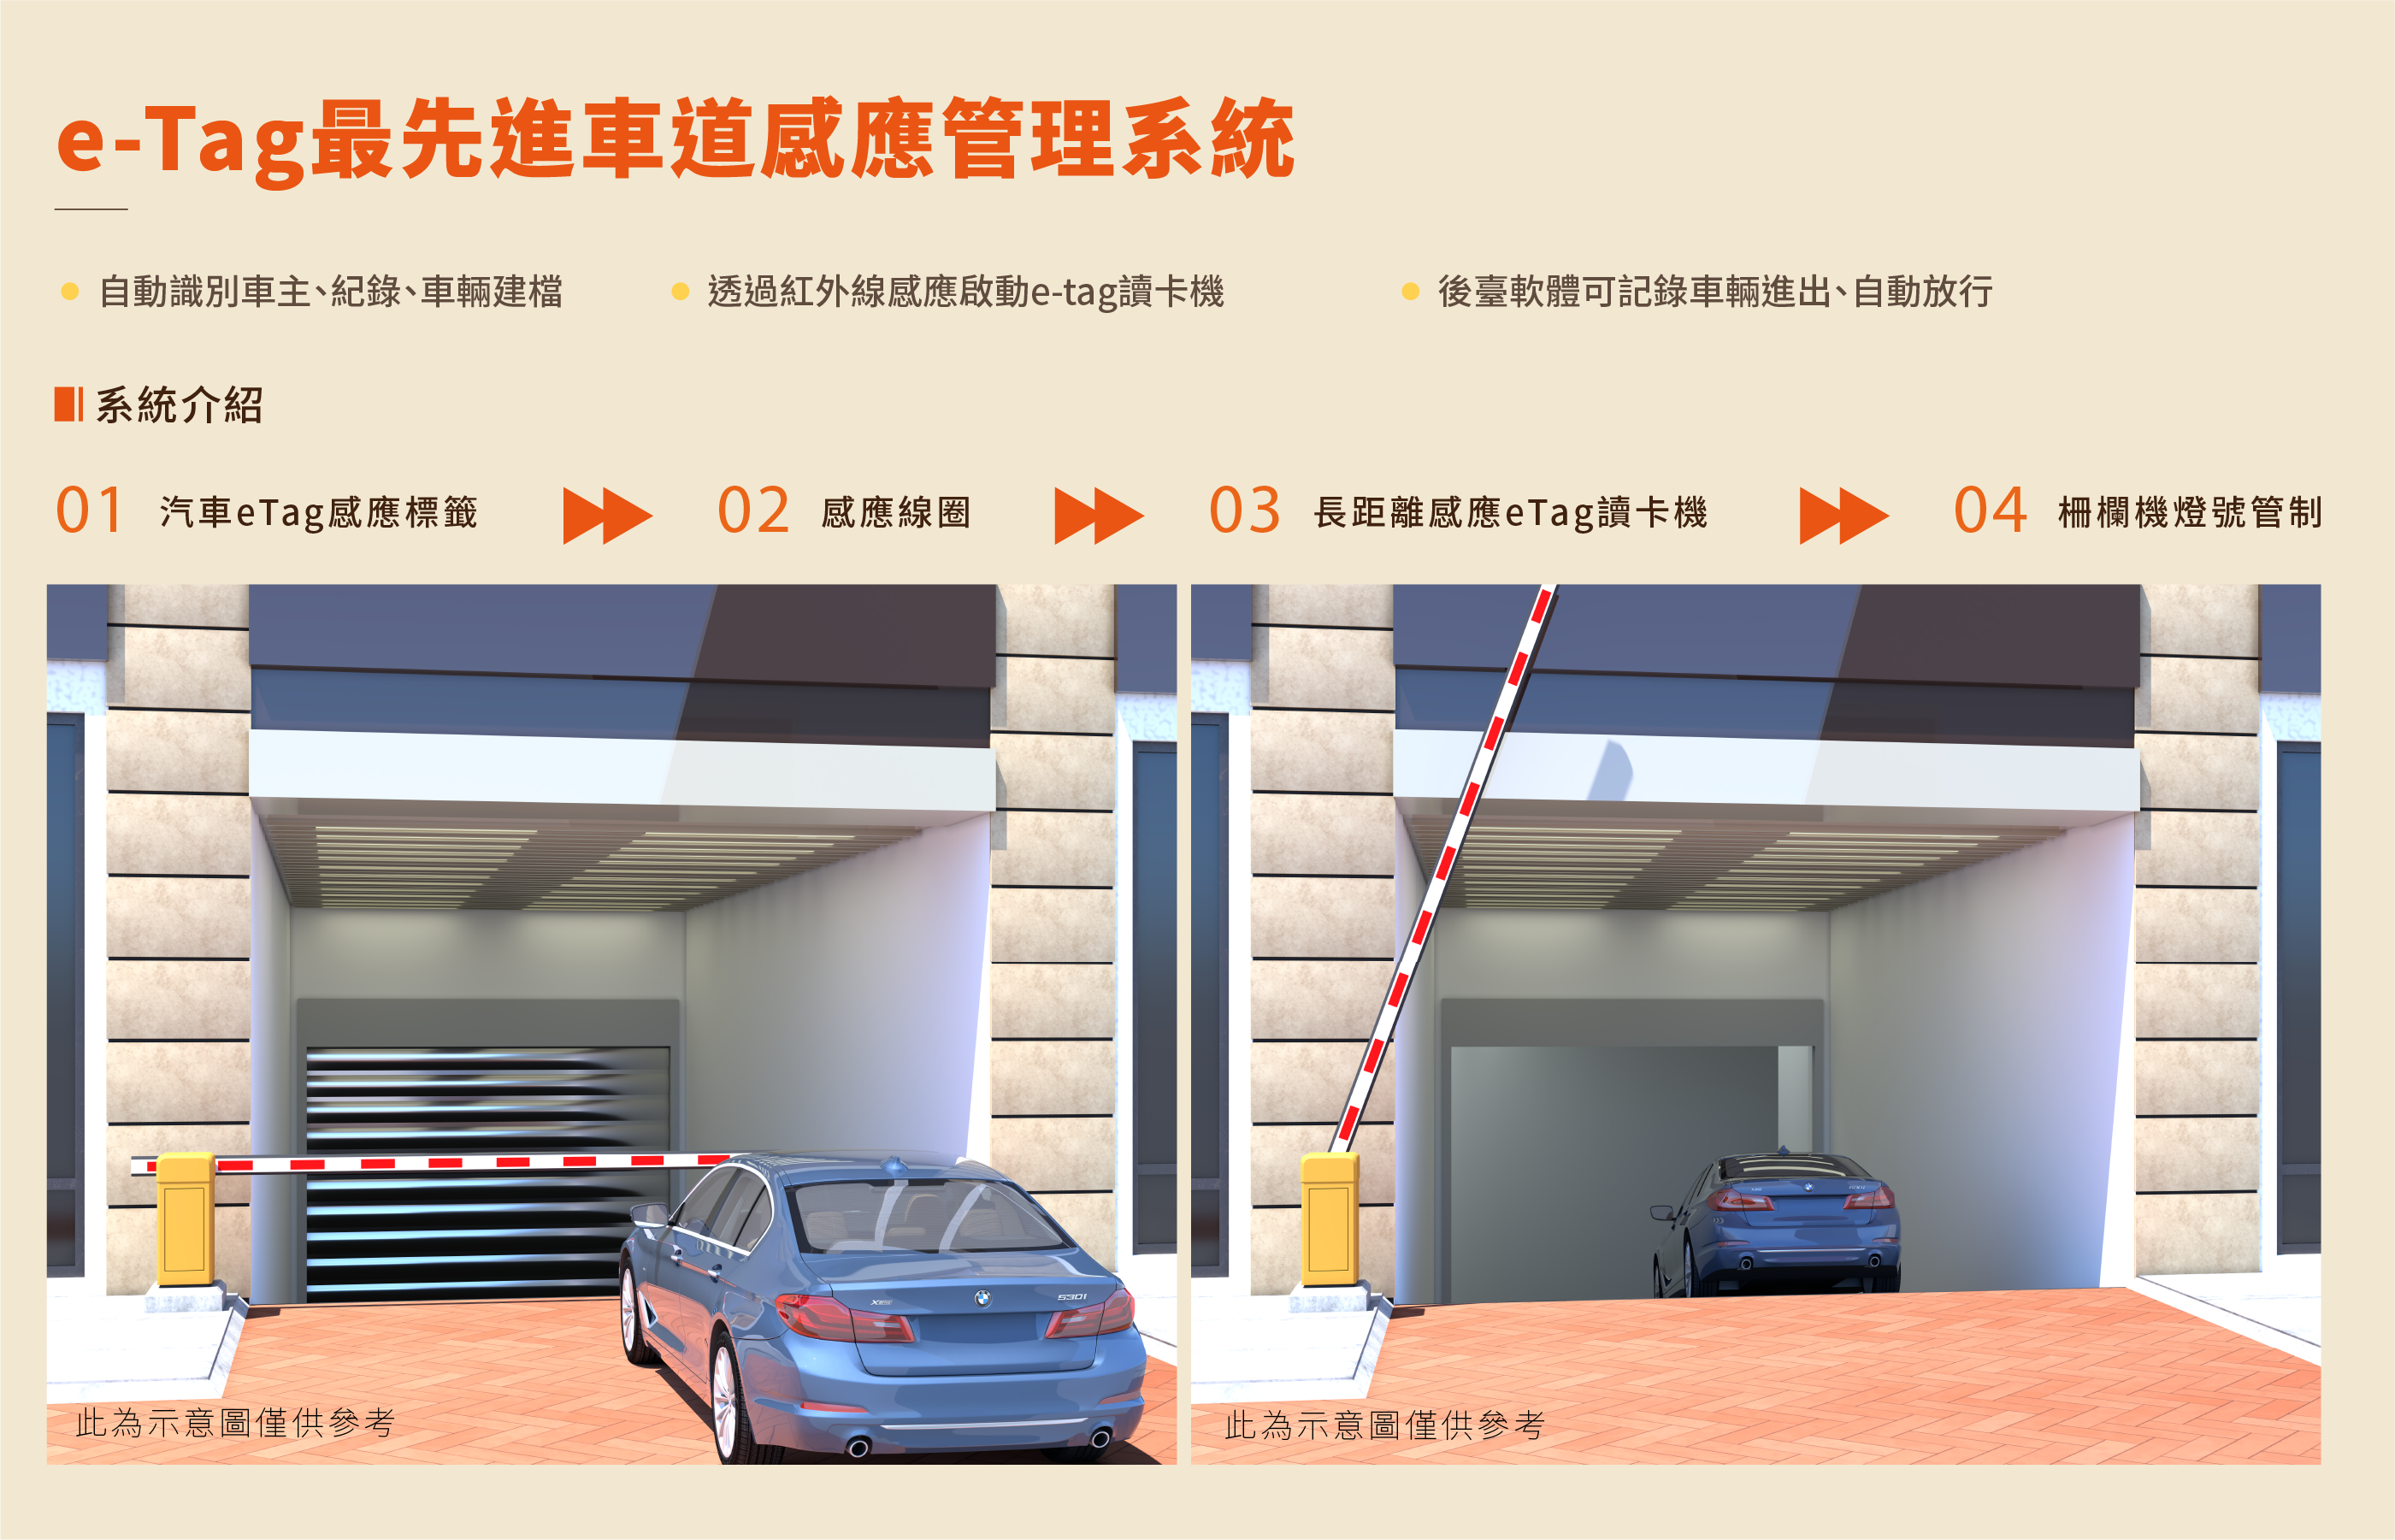 e-Tag最先進車道感應管理系統
自動識別車主、紀錄、車輛建檔
透過紅外線感應啟動e-tag讀卡機
後臺軟體可記錄車輛進出、自動放行
系統介紹
01 汽車eTag感應標籤
02 感應線圈
03 長距離感應eTag讀卡機
04 柵欄機燈號管制
530i
此為示意圖僅供參考
此為示意圖僅供參考